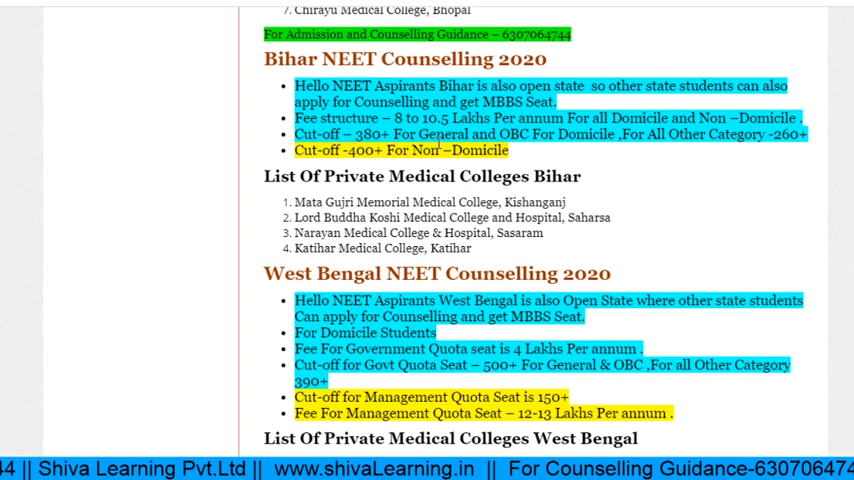 7. Chirayu Medical College, Bhopal
For Admission and Counselling Guidance – 6307064744
Bihar NEET Counselling 2020
• Hello NEET Aspirants Bihar is also open state so other state students can also
apply for Counselling and get MBBS Seat.
• Fee structure – 8 to 10.5 Lakhs Per annum For all Domicile and Non –Domicile .
• Cut-off – 380+ For General and OBC For Domicile ,For All Other Category -260+
• Cut-off -400+ For Non –Domicile
List Of Private Medical Colleges Bihar
1. Mata Gujri Memorial Medical College, Kishanganj
2. Lord Buddha Koshi Medical College and Hospital, Saharsa
3. Narayan Medical College & Hospital, Sasaram
4. Katihar Medical College, Katihar
West Bengal NEET Counselling 2020
• Hello NEET Aspirants West Bengal is also Open State where other state students
Can apply for Counselling and get MBBS Seat.
• For Domicile Students
• Fee For Government Quota seat is 4 Lakhs Per annum .
• Cut-off for Govt Quota Seat – 500+ For General & OBC ,For all Other Category
390+
• Cut-off for Management Quota Seat is 150+
• Fee For Management Quota Seat – 12-13 Lakhs Per annum .
List Of Private Medical Colleges West Bengal
44 || Shiva Learning Pvt.Ltd || www.shivaLearning.in || For Counselling Guidance-630706474